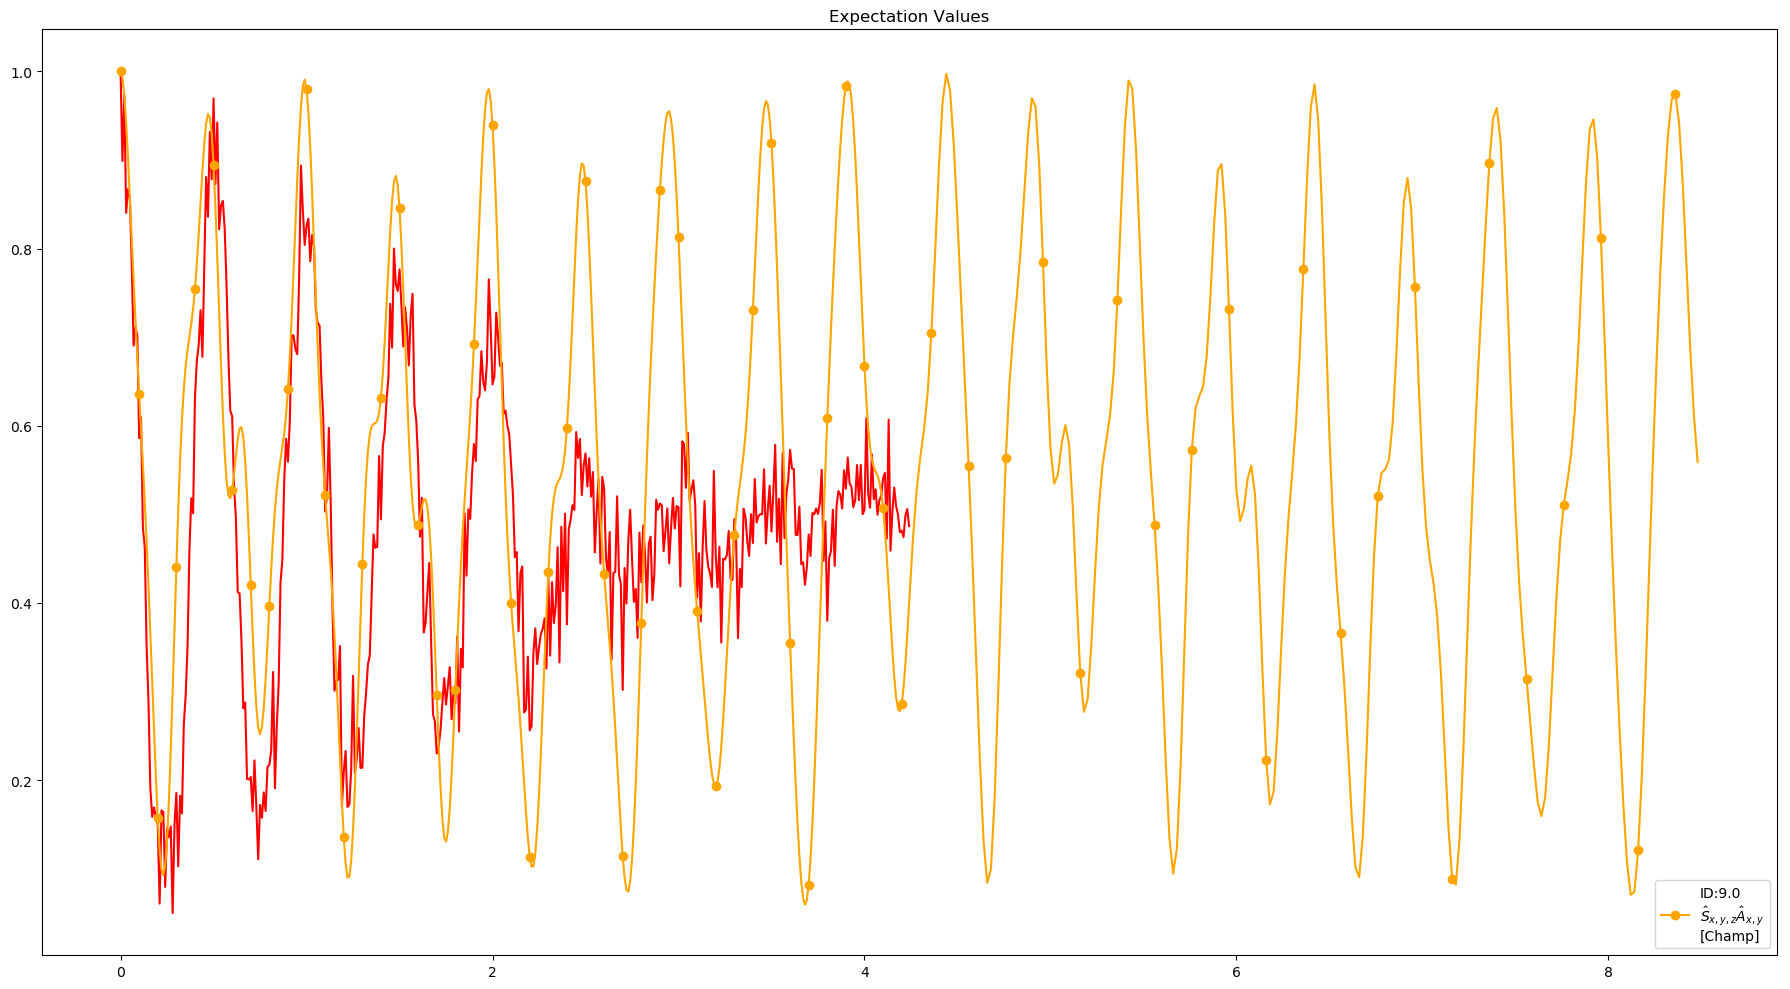 Expectation Values
1.0
0.8
0.6
0.4
0.2
0
2
4
6
8
ID:9.0
$\hat{S}_{x,y,z}\hat{A}_{x,y}$
[Champ]